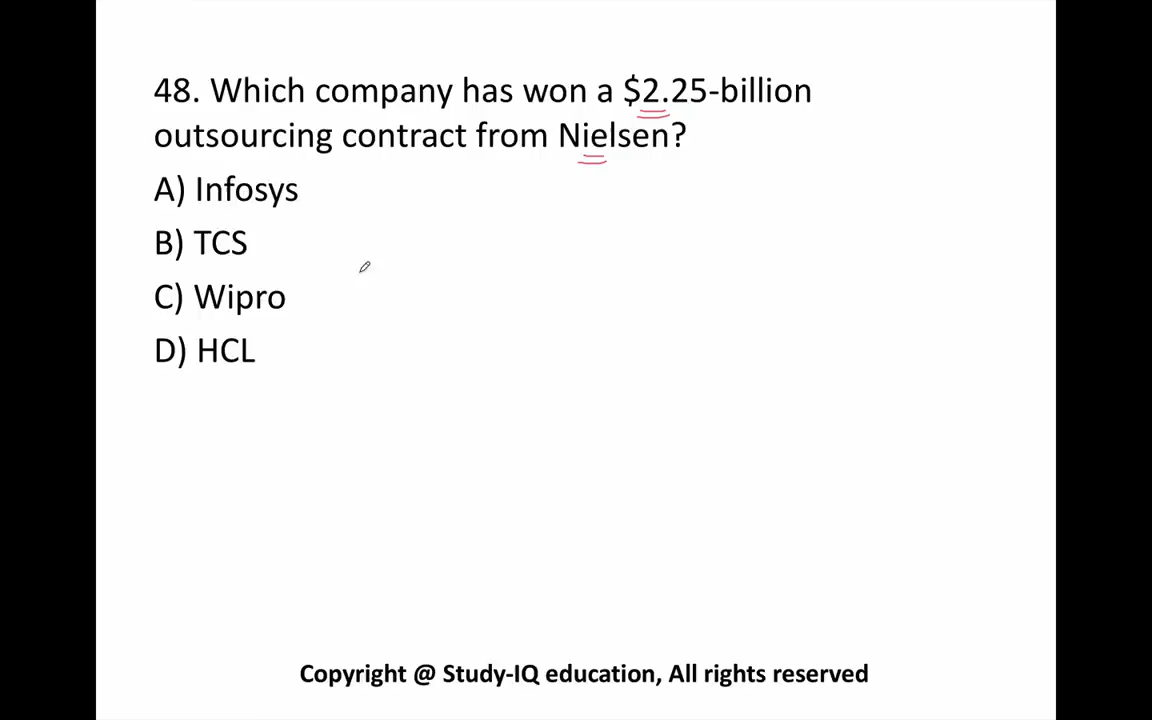 48. Which company has won a $2.25-billion
outsourcing contract from Nielsen?
A) Infosys
B) TCS
C) Wipro
D) HCL
Copyright @ Study-IQ education, All rights reserved